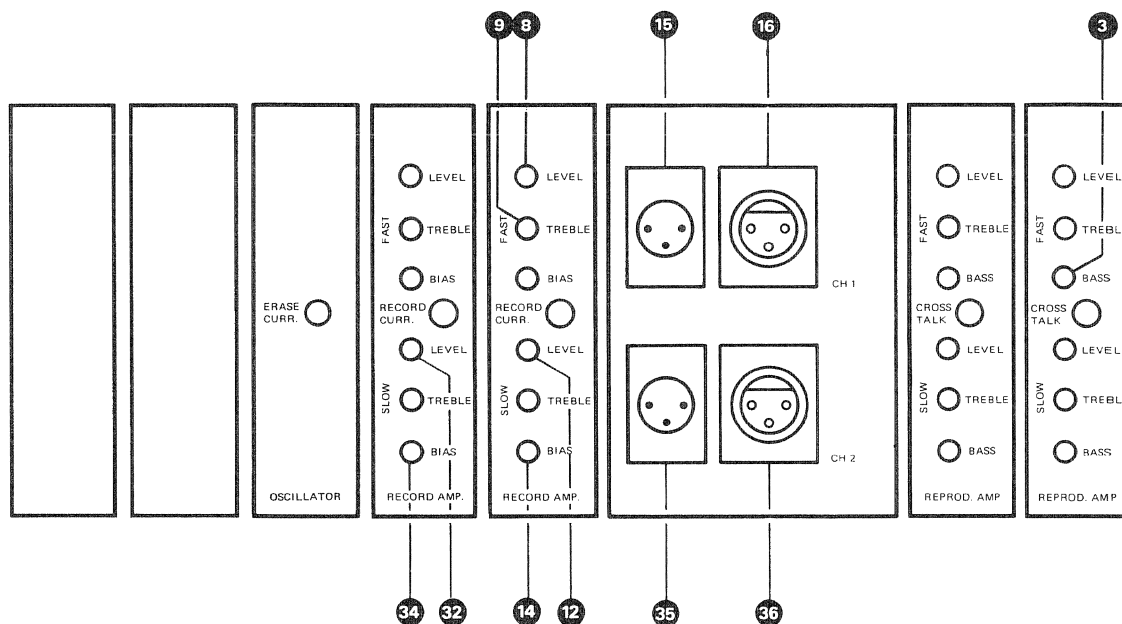 9 8 15 16 3
LEVEL LEVEL LEVEL LEVEL
FAST TREBLE FAST TREBLE FAST TREBLE FAST TREBLE
BIAS BIAS BASS BASS
CH 1
ERASE CURR. RECORD CURR. RECORD CURR. CROSS TALK CROSS TALK
LEVEL LEVEL LEVEL LEVEL
SLOW TREBLE SLOW TREBLE SLOW TREBLE SLOW TREBLE
BIAS BIAS CH 2 BASS BASS
OSCILLATOR RECORD AMP. RECORD AMP. REPROD. AMP REPROD. AMP
34 32 14 12 35 36